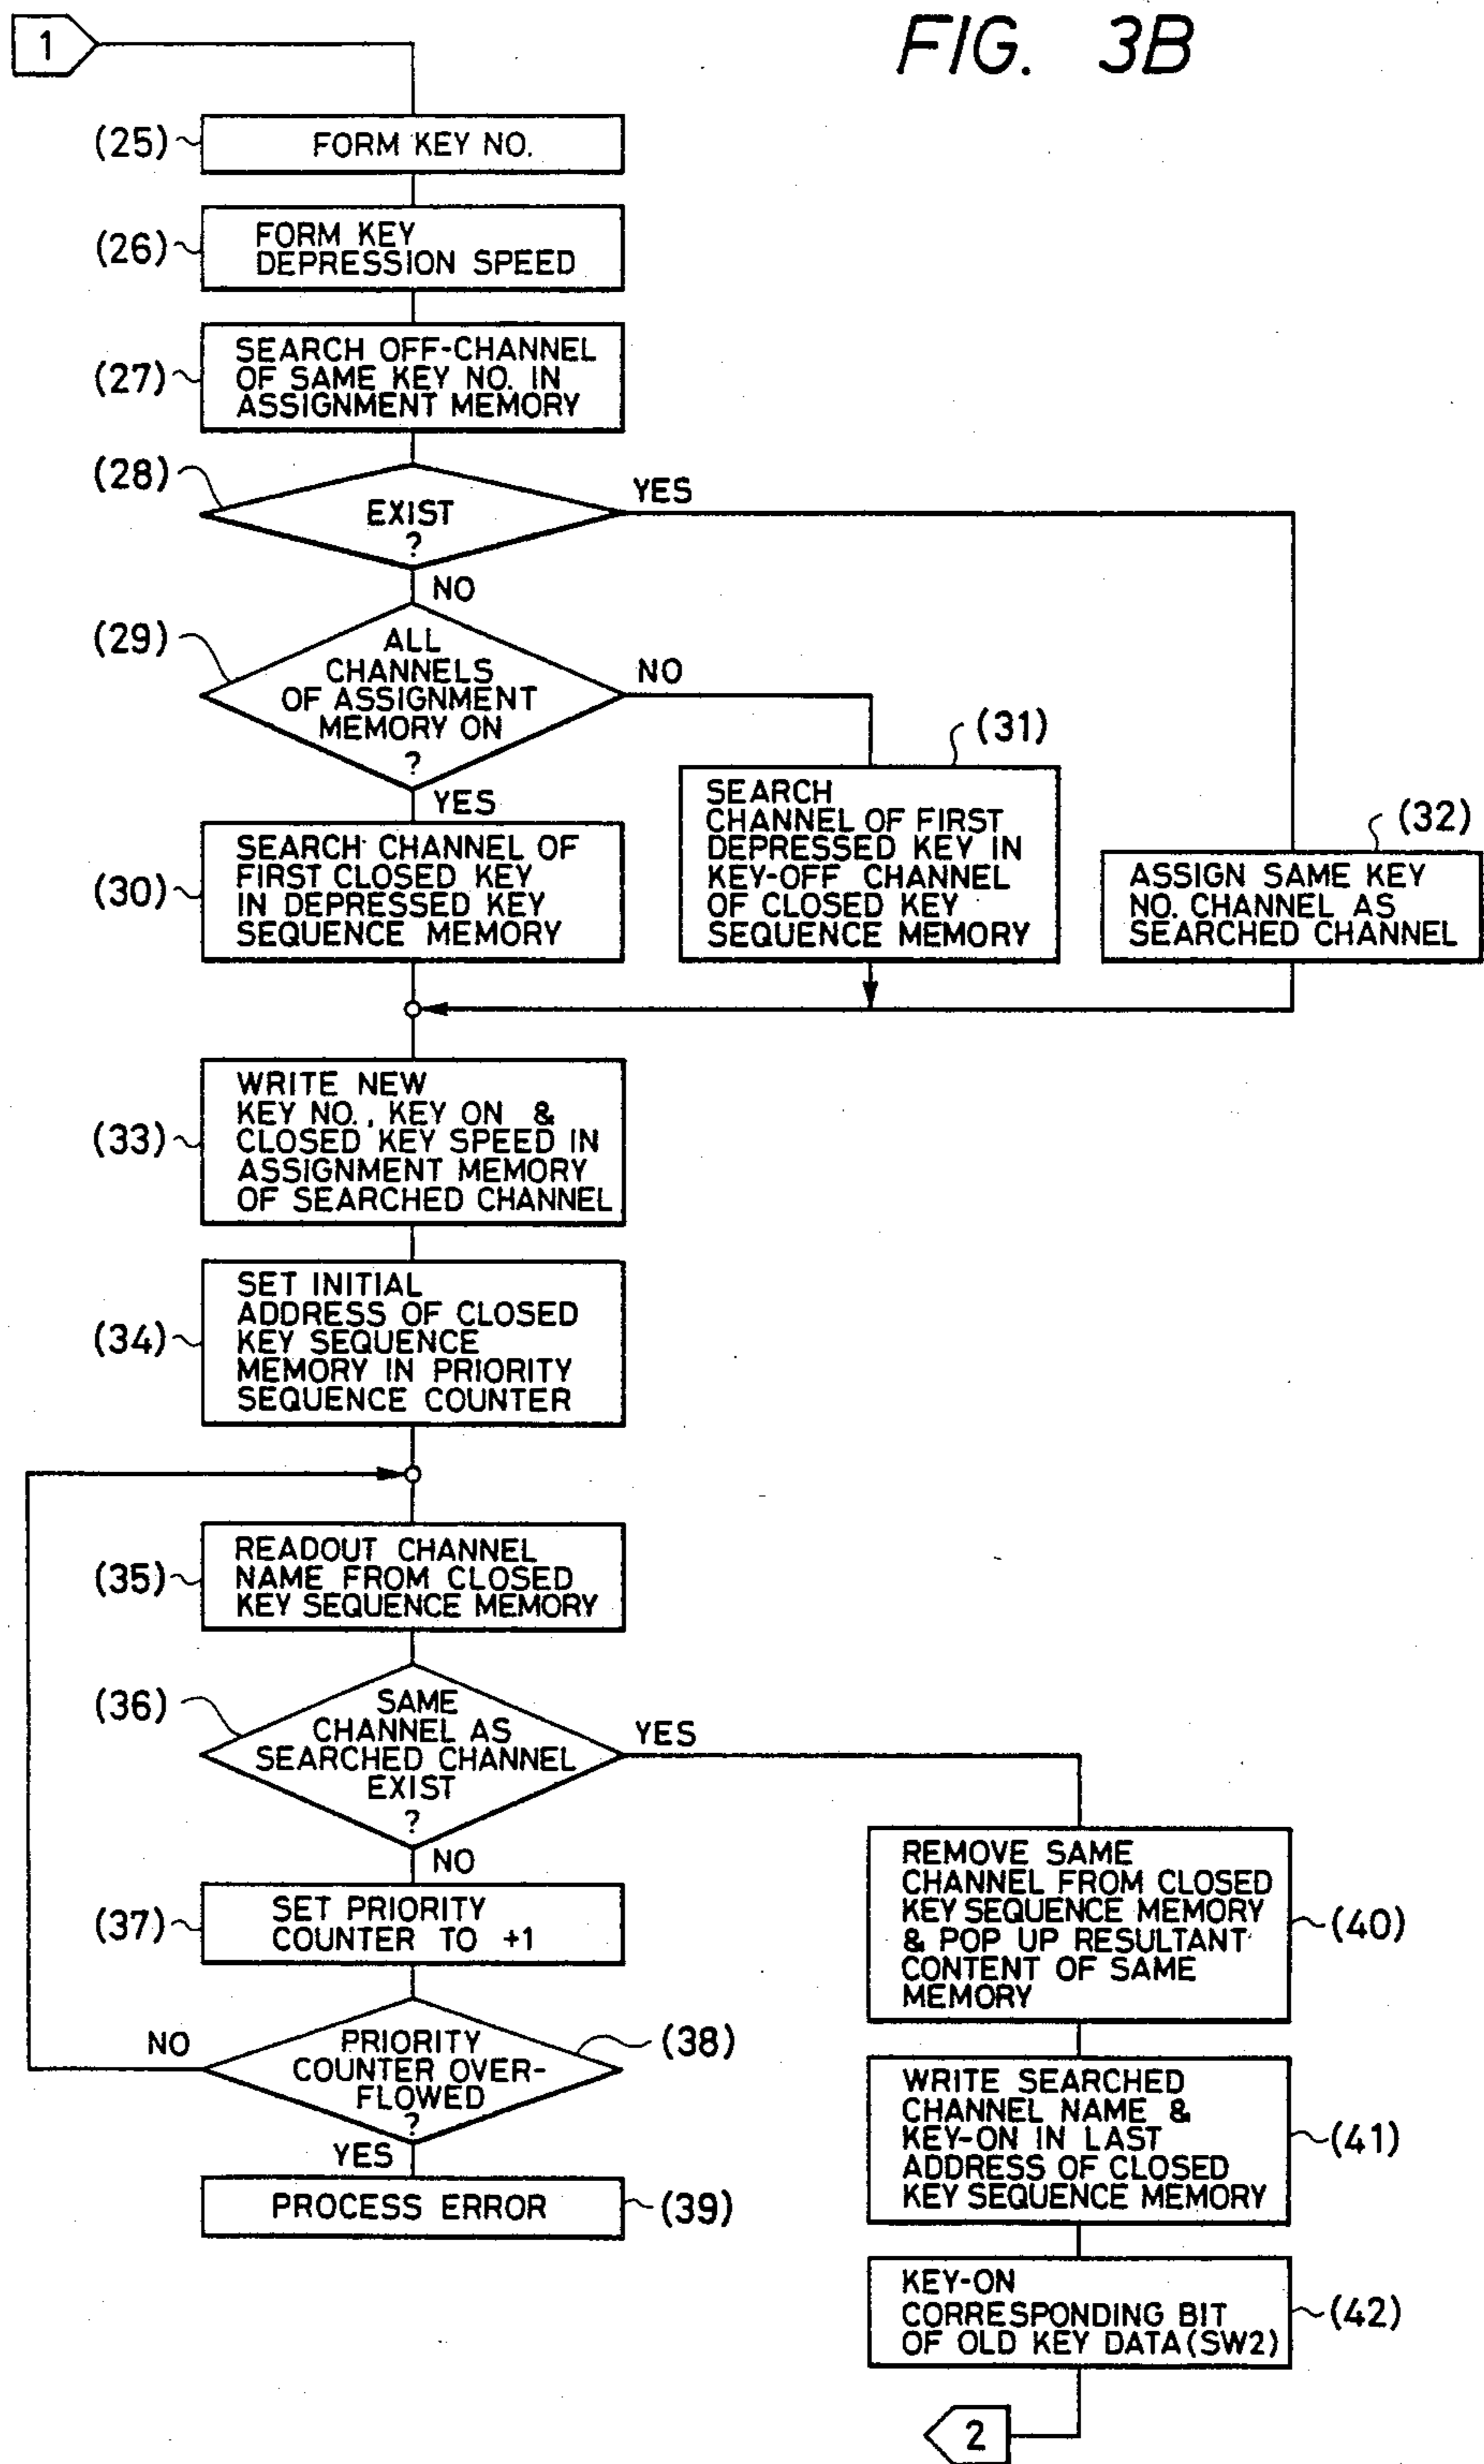 1
FIG. 3B
(25)
FORM KEY NO.
(26)
FORM KEY
DEPRESSION SPEED
(27)
SEARCH OFF-CHANNEL
OF SAME KEY NO. IN
ASSIGNMENT MEMORY
(28)
EXIST
?
YES
NO
(29)
ALL
CHANNELS
OF ASSIGNMENT
MEMORY ON
?
NO
YES
(30)
SEARCH CHANNEL OF
FIRST CLOSED KEY
IN DEPRESSED KEY
SEQUENCE MEMORY
(31)
SEARCH
CHANNEL OF FIRST
DEPRESSED KEY IN
KEY-OFF CHANNEL
OF CLOSED KEY
SEQUENCE MEMORY
(32)
ASSIGN SAME KEY
NO. CHANNEL AS
SEARCHED CHANNEL
(33)
WRITE NEW
KEY NO., KEY ON &
CLOSED KEY SPEED IN
ASSIGNMENT MEMORY
OF SEARCHED CHANNEL
(34)
SET INITIAL
ADDRESS OF CLOSED
KEY SEQUENCE
MEMORY IN PRIORITY
SEQUENCE COUNTER
(35)
READOUT CHANNEL
NAME FROM CLOSED
KEY SEQUENCE MEMORY
(36)
SAME
CHANNEL AS
SEARCHED CHANNEL
EXIST
?
YES
NO
(37)
SET PRIORITY
COUNTER TO +1
(38)
PRIORITY
COUNTER OVER-
FLOWED
?
NO
YES
PROCESS ERROR
(39)
REMOVE SAME
CHANNEL FROM CLOSED
KEY SEQUENCE MEMORY
& POP UP RESULTANT
CONTENT OF SAME
MEMORY
(40)
WRITE SEARCHED
CHANNEL NAME &
KEY-ON IN LAST
ADDRESS OF CLOSED
KEY SEQUENCE MEMORY
(41)
KEY-ON
CORRESPONDING BIT
OF OLD KEY DATA (SW2)
(42)
2